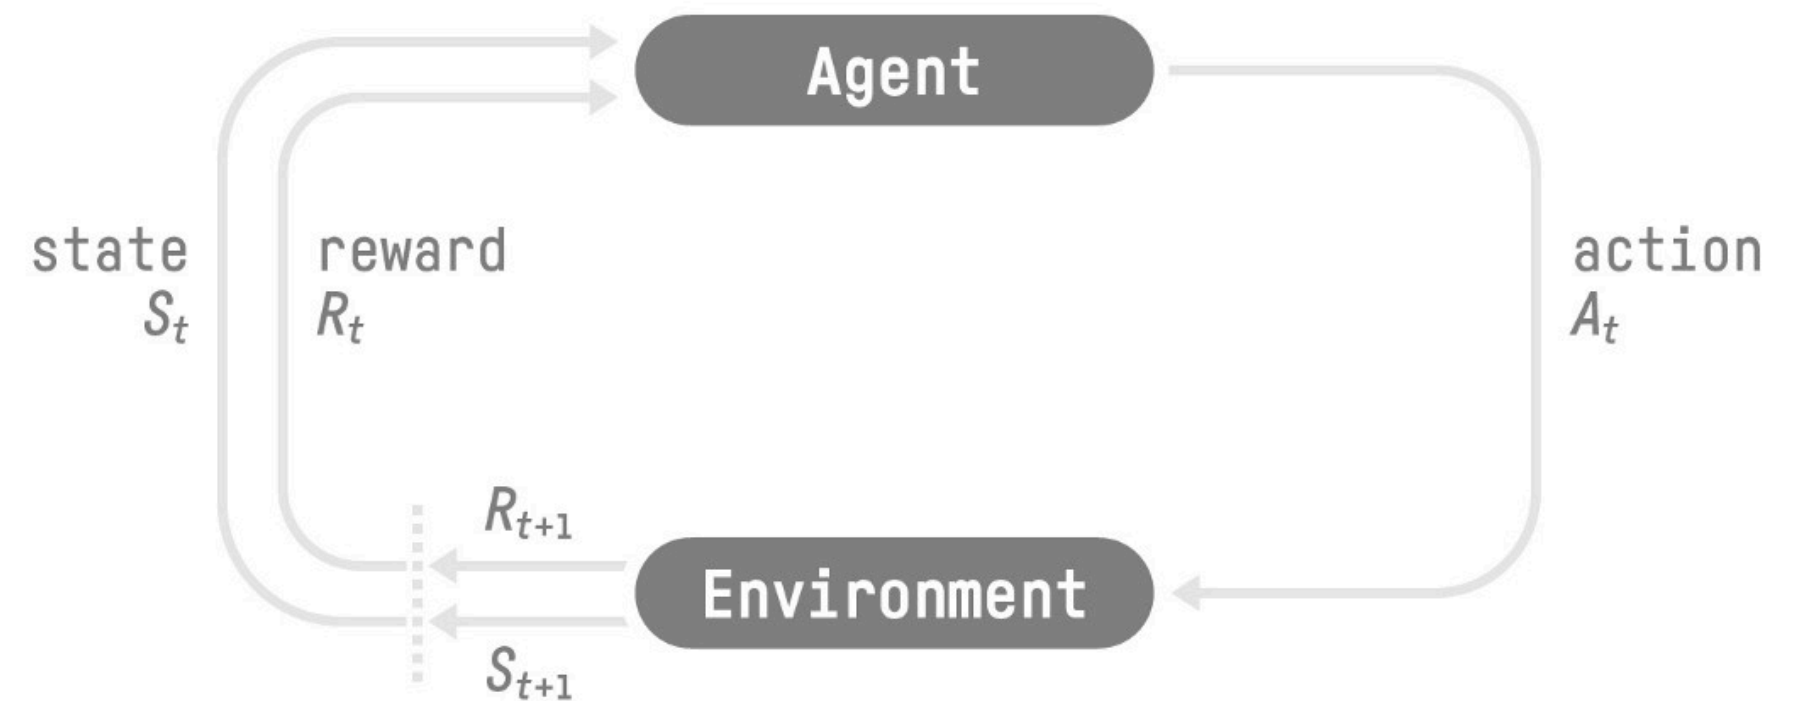 Agent
state
S_t
reward
R_t
action
A_t
R_{t+1}
Environment
S_{t+1}